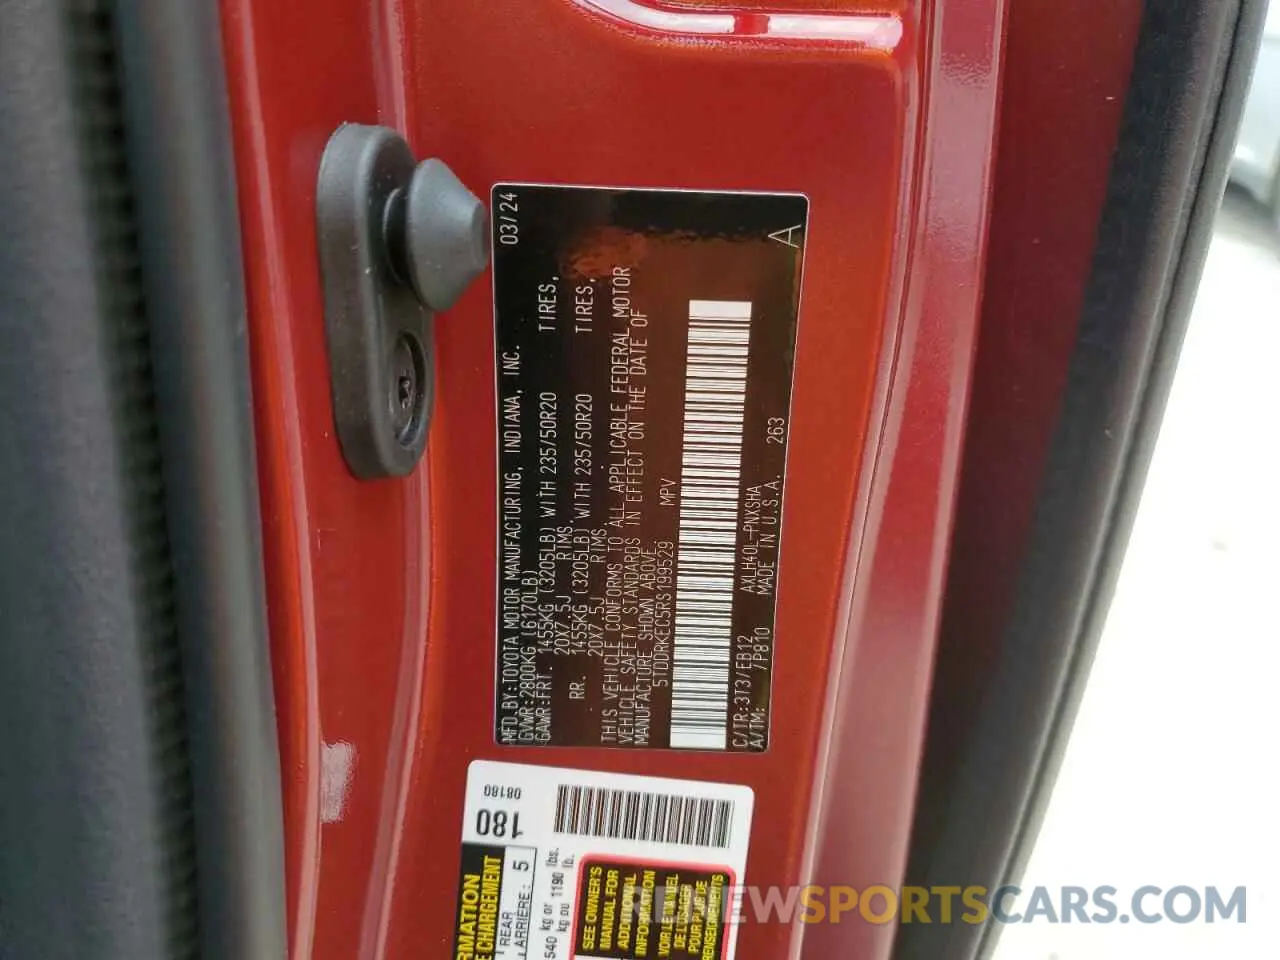 MFD.BY:TOYOTA MOTOR MANUFACTURING, INDIANA, INC. 03/24
GVWR:2800KG (6170LB)
GAWR:FRT. 1455KG (3205LB) WITH 235/50R20 TIRES,
20X7.5J RIMS,
RR. 1455KG (3205LB) WITH 235/50R20 TIRES,
20X7.5J RIMS.
THIS VEHICLE CONFORMS TO ALL APPLICABLE FEDERAL MOTOR
VEHICLE SAFETY STANDARDS IN EFFECT ON THE DATE OF
MANUFACTURE SHOWN ABOVE.
5TDDRKEC5RS199529 MPV
C/TR:3T3/EB12 AXLH40L-PNXSHA
A/TM: /P810 MADE IN U.S.A. 263 A
180
08180
REAR
ARRIÈRE: 5
540 kg or 1190 lbs.
kg ou lb.
SEE OWNER'S
MANUAL FOR
ADDITIONAL
INFORMATION
VOIR LE MANUEL
DE L'USAGER
POUR PLUS DE
RENSEIGNEMENTS
RENEWSPORTSCARS.COM